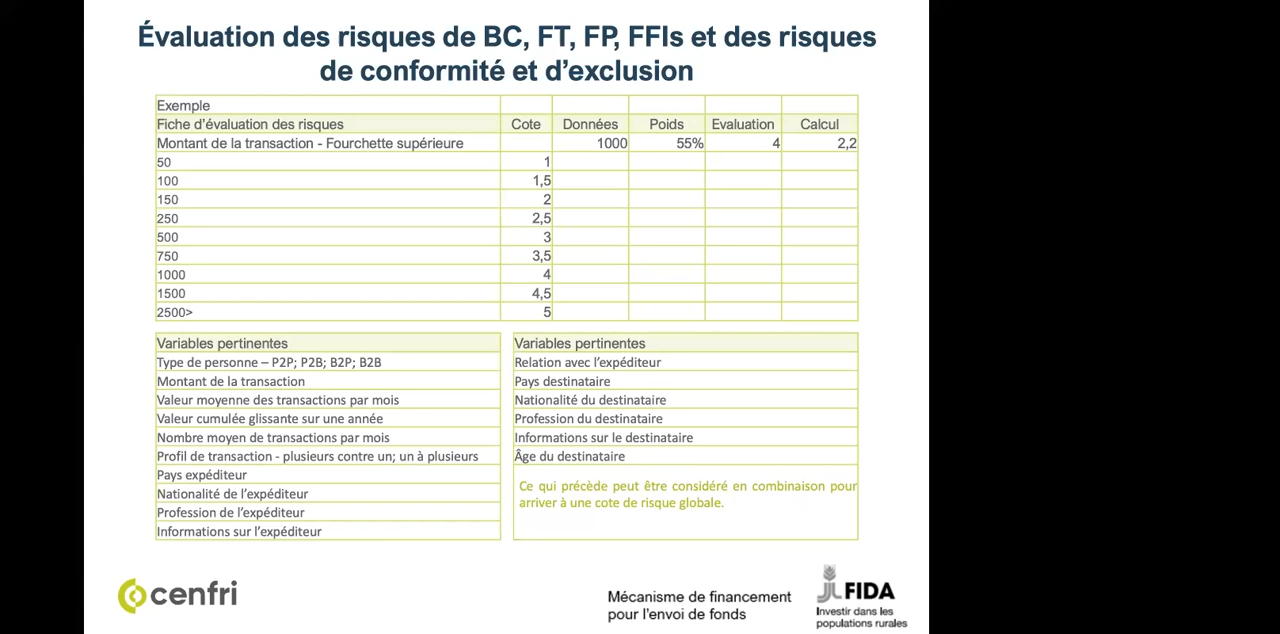 Évaluation des risques de BC, FT, FP, FFIs et des risques
de conformité et d’exclusion
Exemple
Fiche d’évaluation des risques Cote Données Poids Evaluation Calcul
Montant de la transaction - Fourchette supérieure 1000 55% 4 2,2
50 1
100 1,5
150 2
250 2,5
500 3
750 3,5
1000 4
1500 4,5
2500> 5
Variables pertinentes
Type de personne – P2P; P2B; B2P; B2B
Montant de la transaction
Valeur moyenne des transactions par mois
Valeur cumulée glissante sur une année
Nombre moyen de transactions par mois
Profil de transaction - plusieurs contre un; un à plusieurs
Pays expéditeur
Nationalité de l’expéditeur
Profession de l’expéditeur
Informations sur l’expéditeur
Variables pertinentes
Relation avec l’expéditeur
Pays destinataire
Nationalité du destinataire
Profession du destinataire
Informations sur le destinataire
Âge du destinataire
Ce qui précède peut être considéré en combinaison pour
arriver à une cote de risque globale.
cenfri
Mécanisme de financement
pour l’envoi de fonds
FIDA
Investir dans les
populations rurales